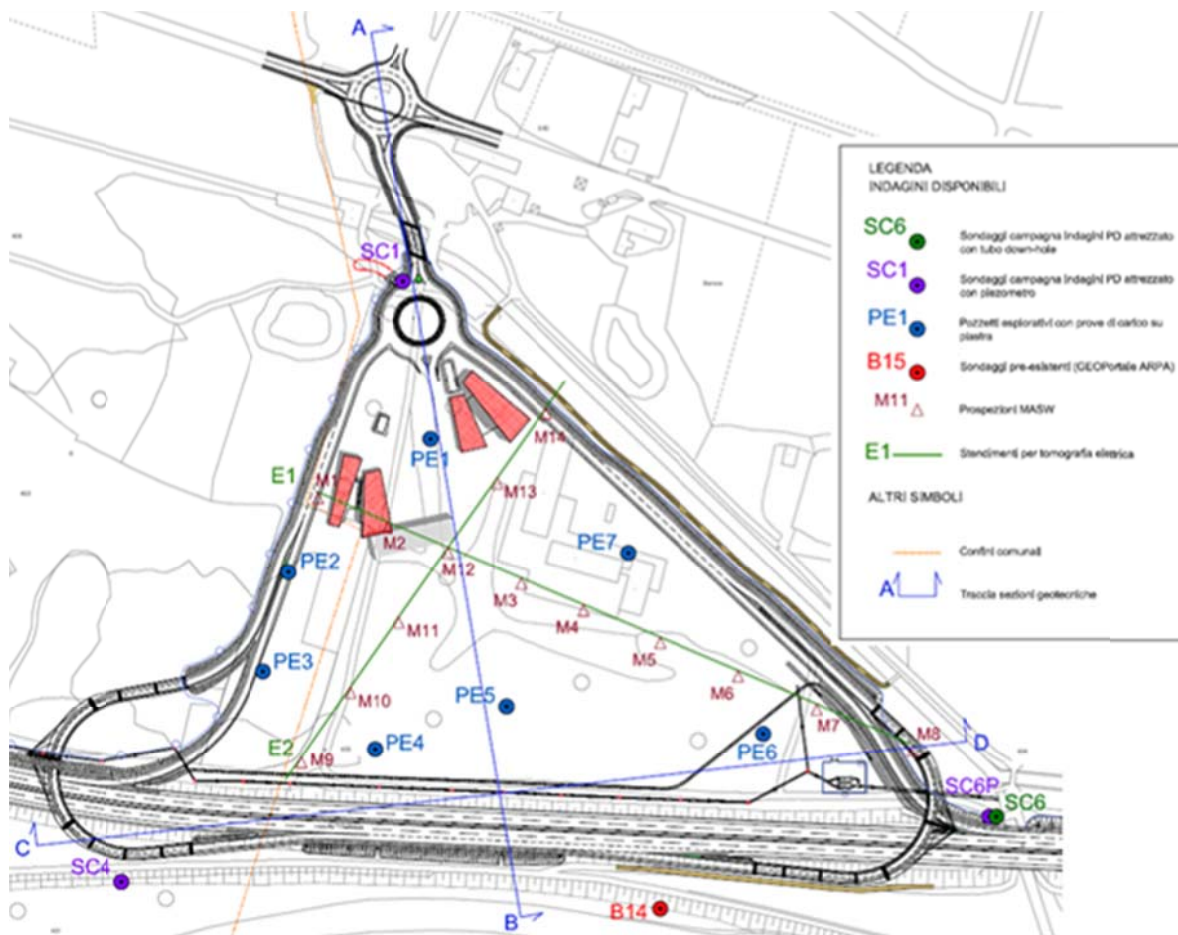 A
LEGENDA
INDAGINI DISPONIBILI
SC6
Sondaggi campagna indagini PD attrezzato
con tubo down-hole
SC1
Sondaggi campagna indagini PD attrezzato
con piezometro
PE1
Pozzetti esplorativi con prove di carico su
piastra
B15
Sondaggi pre-esistenti (GEOPortale ARPA)
M11
Prospezioni MASW
E1
Stendimenti per tomografia elettrica
ALTRI SIMBOLI
Confini comunali
A
Traccia sezioni geotecniche
SC1
M14
PE1
E1
M1
M13
M2
PE7
M12
PE2
M3
M4
M11
M5
PE3
M6
M10
PE5
M7
PE6
M8
E2
PE4
D
M9
SC6P
SC6
C
SC4
B14
B